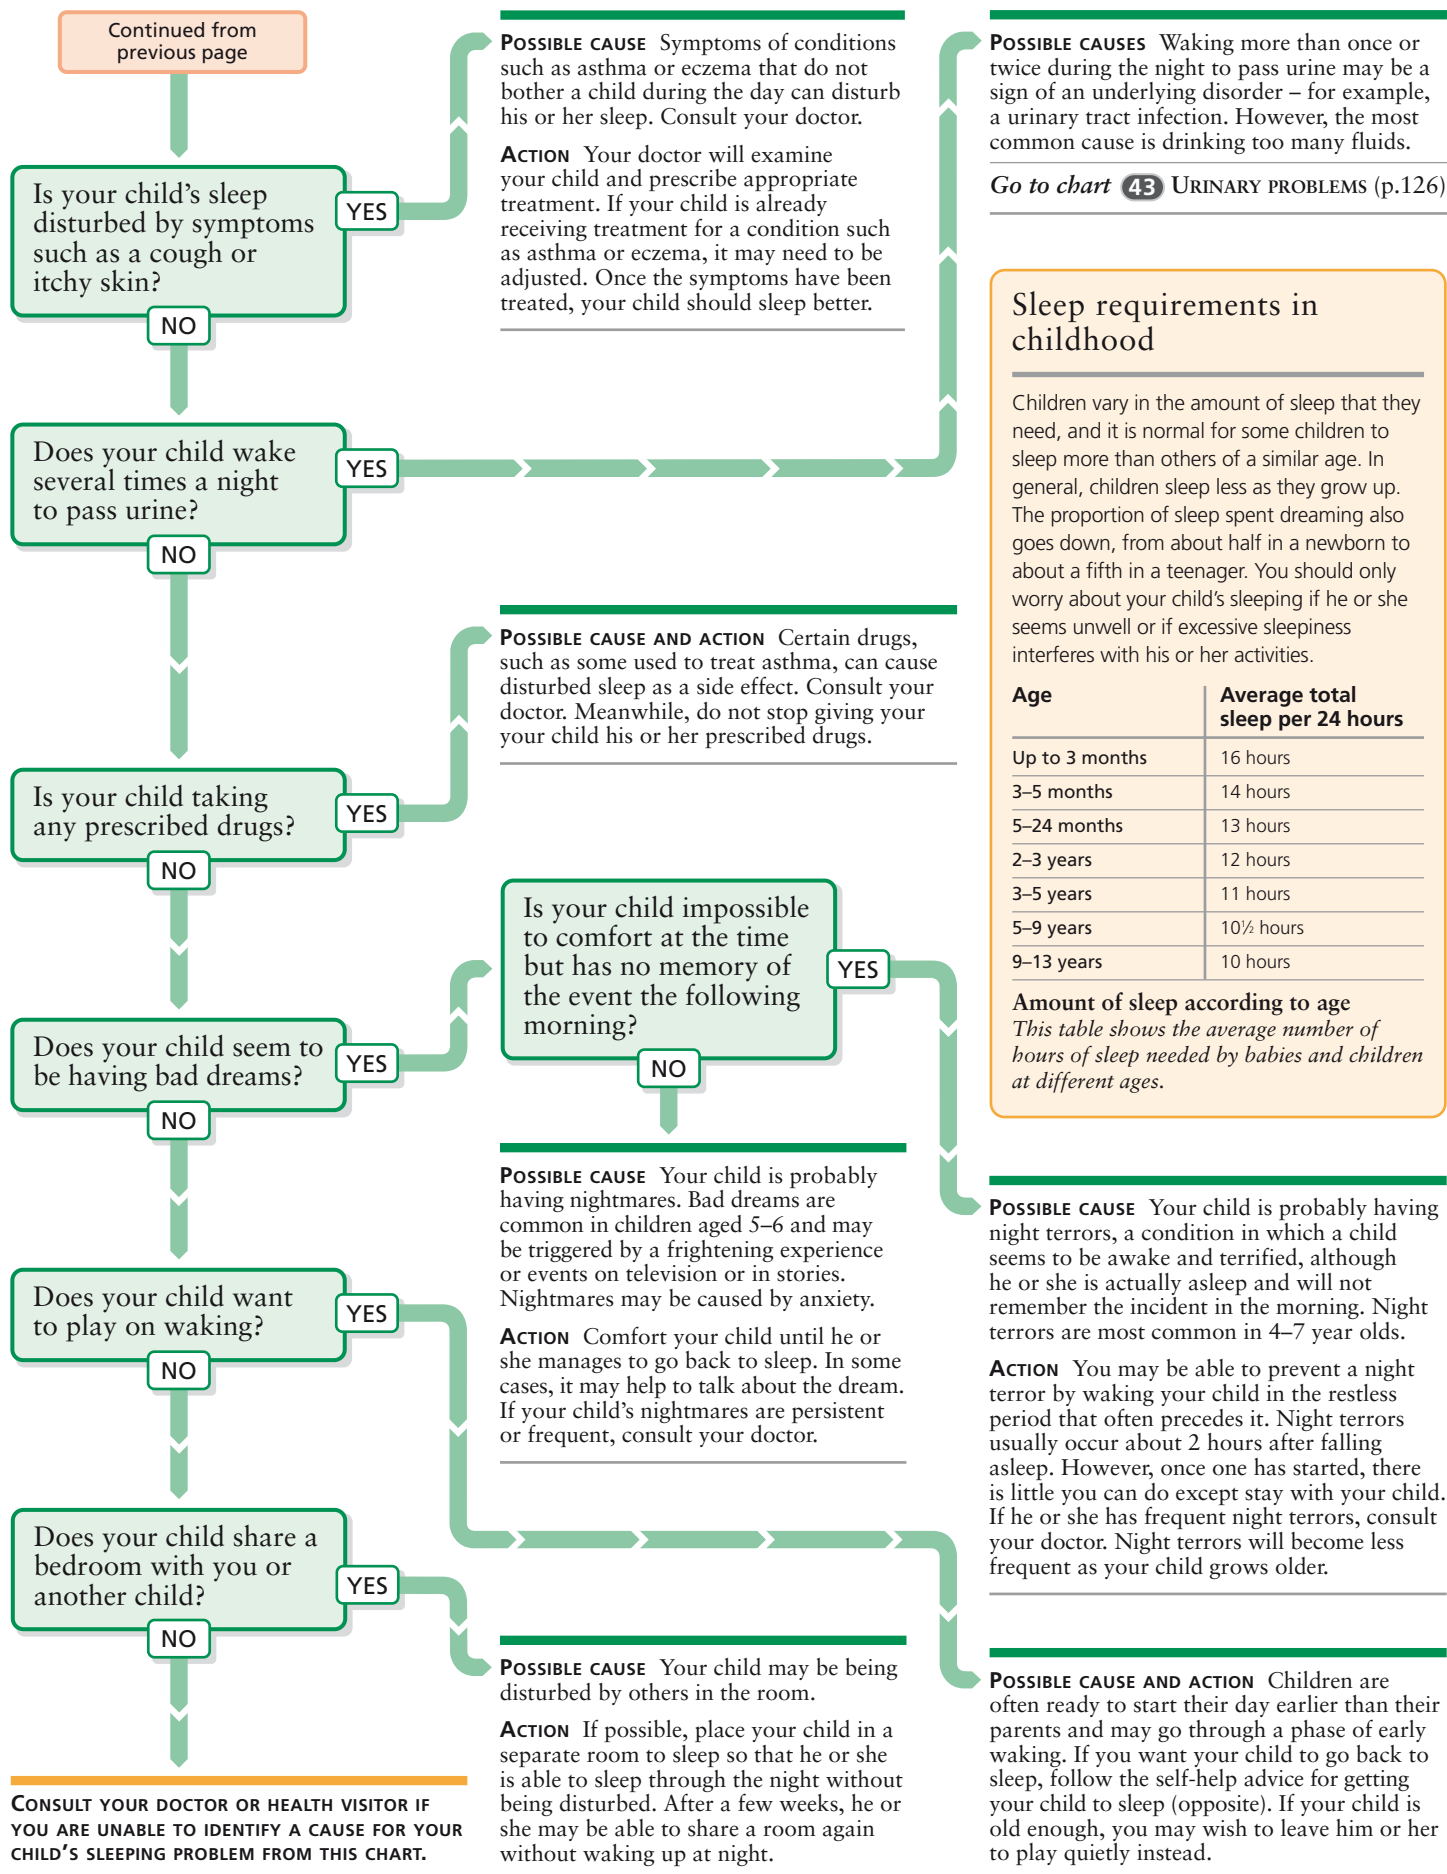 Continued from
previous page
Is your child's sleep
disturbed by symptoms
such as a cough or
itchy skin?
YES
NO
POSSIBLE CAUSE Symptoms of conditions
such as asthma or eczema that do not
bother a child during the day can disturb
his or her sleep. Consult your doctor.
ACTION Your doctor will examine
your child and prescribe appropriate
treatment. If your child is already
receiving treatment for a condition such
as asthma or eczema, it may need to be
adjusted. Once the symptoms have been
treated, your child should sleep better.
Does your child wake
several times a night
to pass urine?
YES
NO
POSSIBLE CAUSES Waking more than once or
twice during the night to pass urine may be a
sign of an underlying disorder – for example,
a urinary tract infection. However, the most
common cause is drinking too many fluids.
Go to chart 43 URINARY PROBLEMS (p.126)
Is your child taking
any prescribed drugs?
YES
NO
POSSIBLE CAUSE AND ACTION Certain drugs,
such as some used to treat asthma, can cause
disturbed sleep as a side effect. Consult your
doctor. Meanwhile, do not stop giving your
your child his or her prescribed drugs.
Does your child seem to
be having bad dreams?
YES
NO
Is your child impossible
to comfort at the time
but has no memory of
the event the following
morning?
YES
NO
POSSIBLE CAUSE Your child is probably
having nightmares. Bad dreams are
common in children aged 5–6 and may
be triggered by a frightening experience
or events on television or in stories.
Nightmares may be caused by anxiety.
ACTION Comfort your child until he or
she manages to go back to sleep. In some
cases, it may help to talk about the dream.
If your child's nightmares are persistent
or frequent, consult your doctor.
POSSIBLE CAUSE Your child is probably having
night terrors, a condition in which a child
seems to be awake and terrified, although
he or she is actually asleep and will not
remember the incident in the morning. Night
terrors are most common in 4–7 year olds.
ACTION You may be able to prevent a night
terror by waking your child in the restless
period that often precedes it. Night terrors
usually occur about 2 hours after falling
asleep. However, once one has started, there
is little you can do except stay with your child.
If he or she has frequent night terrors, consult
your doctor. Night terrors will become less
frequent as your child grows older.
Does your child want
to play on waking?
YES
NO
POSSIBLE CAUSE AND ACTION Children are
often ready to start their day earlier than their
parents and may go through a phase of early
waking. If you want your child to go back to
sleep, follow the self-help advice for getting
your child to sleep (opposite). If your child is
old enough, you may wish to leave him or her
to play quietly instead.
Does your child share a
bedroom with you or
another child?
YES
NO
POSSIBLE CAUSE Your child may be being
disturbed by others in the room.
ACTION If possible, place your child in a
separate room to sleep so that he or she
is able to sleep through the night without
being disturbed. After a few weeks, he or
she may be able to share a room again
without waking up at night.
CONSULT YOUR DOCTOR OR HEALTH VISITOR IF
YOU ARE UNABLE TO IDENTIFY A CAUSE FOR YOUR
CHILD'S SLEEPING PROBLEM FROM THIS CHART.
Sleep requirements in
childhood
Children vary in the amount of sleep that they
need, and it is normal for some children to
sleep more than others of a similar age. In
general, children sleep less as they grow up.
The proportion of sleep spent dreaming also
goes down, from about half in a newborn to
about a fifth in a teenager. You should only
worry about your child's sleeping if he or she
seems unwell or if excessive sleepiness
interferes with his or her activities.
Age Average total
sleep per 24 hours
Up to 3 months 16 hours
3–5 months 14 hours
5–24 months 13 hours
2–3 years 12 hours
3–5 years 11 hours
5–9 years 10½ hours
9–13 years 10 hours
Amount of sleep according to age
This table shows the average number of
hours of sleep needed by babies and children
at different ages.